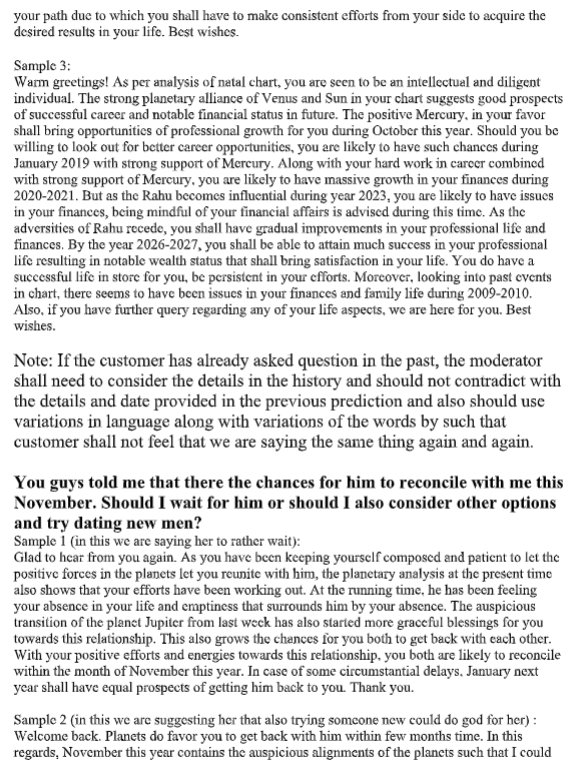 your path due to which you shall have to make consistent efforts from your side to acquire the
desired results in your life. Best wishes.
Sample 3:
Warm greetings! As per analysis of natal chart, you are seen to be an intellectual and diligent
individual. The strong planetary alliance of Venus and Sun in your chart suggests good prospects
of successful career and notable financial status in future. The positive Mercury, in your favor
shall bring opportunities of professional growth for you during October this year. Should you be
willing to look out for better career opportunities, you are likely to have such chances during
January 2019 with strong support of Mercury. Along with your hard work in career combined
with strong support of Mercury, you are likely to have massive growth in your finances during
2020-2021. But as the Rahu becomes influential during year 2023, you are likely to have issues
in your finances, being mindful of your financial affairs is advised during this time. As the
adversities of Rahu recede, you shall have gradual improvements in your professional life and
finances. By the year 2026-2027, you shall be able to attain much success in your professional
life resulting in notable wealth status that shall bring satisfaction in your life. You do have a
successful life in store for you, be persistent in your efforts. Moreover, looking into past events
in chart, there seems to have been issues in your finances and family life during 2009-2010.
Also, if you have further query regarding any of your life aspects, we are here for you. Best
wishes.
Note: If the customer has already asked question in the past, the moderator
shall need to consider the details in the history and should not contradict with
the details and date provided in the previous prediction and also should use
variations in language along with variations of the words by such that
customer shall not feel that we are saying the same thing again and again.
You guys told me that there the chances for him to reconcile with me this
November. Should I wait for him or should I also consider other options
and try dating new men?
Sample 1 (in this we are saying her to rather wait):
Glad to hear from you again. As you have been keeping yourself composed and patient to let the
positive forces in the planets let you reunite with him, the planetary analysis at the present time
also shows that your efforts have been working out. At the running time, he has been feeling
your absence in your life and emptiness that surrounds him by your absence. The auspicious
transition of the planet Jupiter from last week has also started more graceful blessings for you
towards this relationship. This also grows the chances for you both to get back with each other.
With your positive efforts and energies towards this relationship, you both are likely to reconcile
within the month of November this year. In case of some circumstantial delays, January next
year shall have equal prospects of getting him back to you. Thank you.
Sample 2 (in this we are suggesting her that also trying someone new could do god for her) :
Welcome back. Planets do favor you to get back with him within few months time. In this
regards, November this year contains the auspicious alignments of the planets such that I could